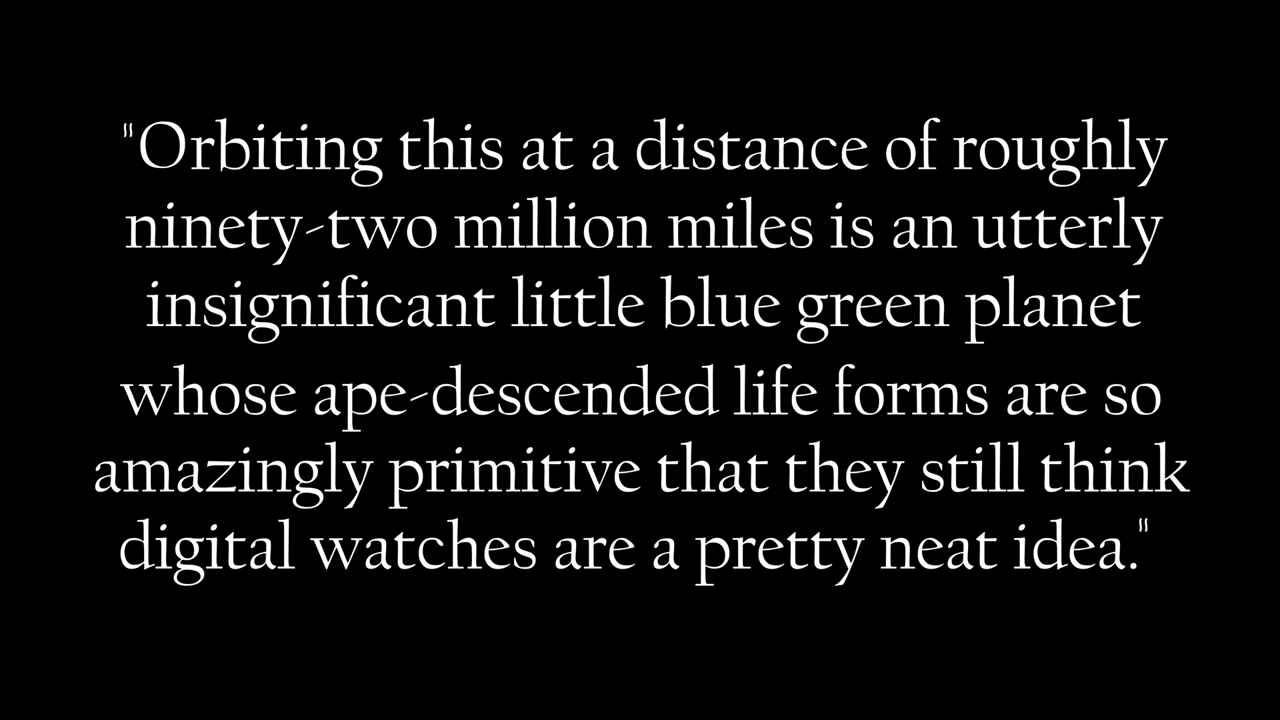 "Orbiting this at a distance of roughly
ninety-two million miles is an utterly
insignificant little blue green planet
whose ape-descended life forms are so
amazingly primitive that they still think
digital watches are a pretty neat idea."